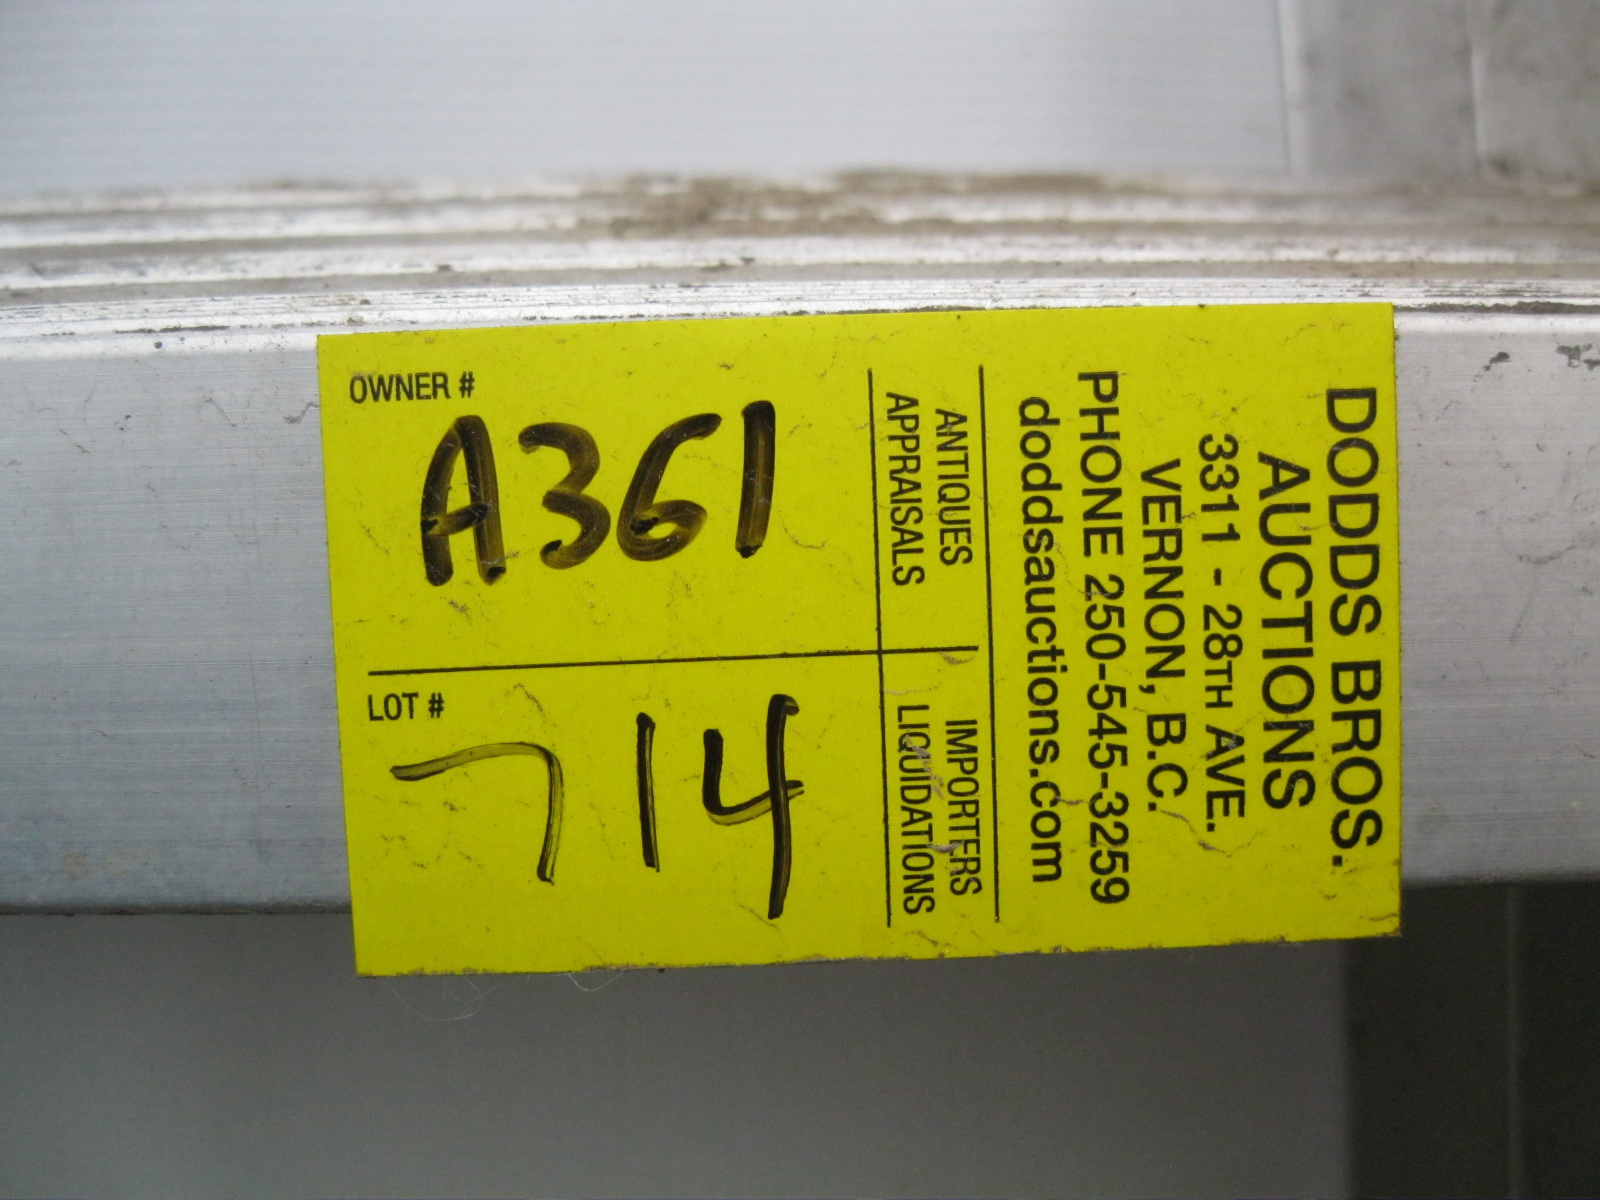 DODDS BROS.
AUCTIONS
3311 - 28TH AVE.
VERNON, B.C.
PHONE 250-545-3259
doddsauctions.com
ANTIQUES
APPRAISALS
IMPORTERS
LIQUIDATIONS
OWNER #
A361
LOT #
714